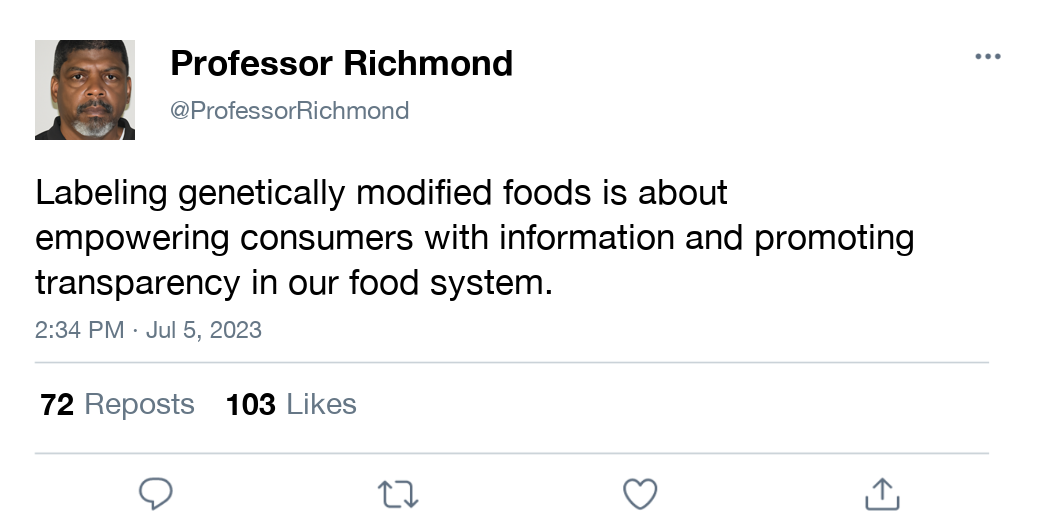 Professor Richmond
@ProfessorRichmond
Labeling genetically modified foods is about
empowering consumers with information and promoting
transparency in our food system.
2:34 PM · Jul 5, 2023
72 Reposts 103 Likes